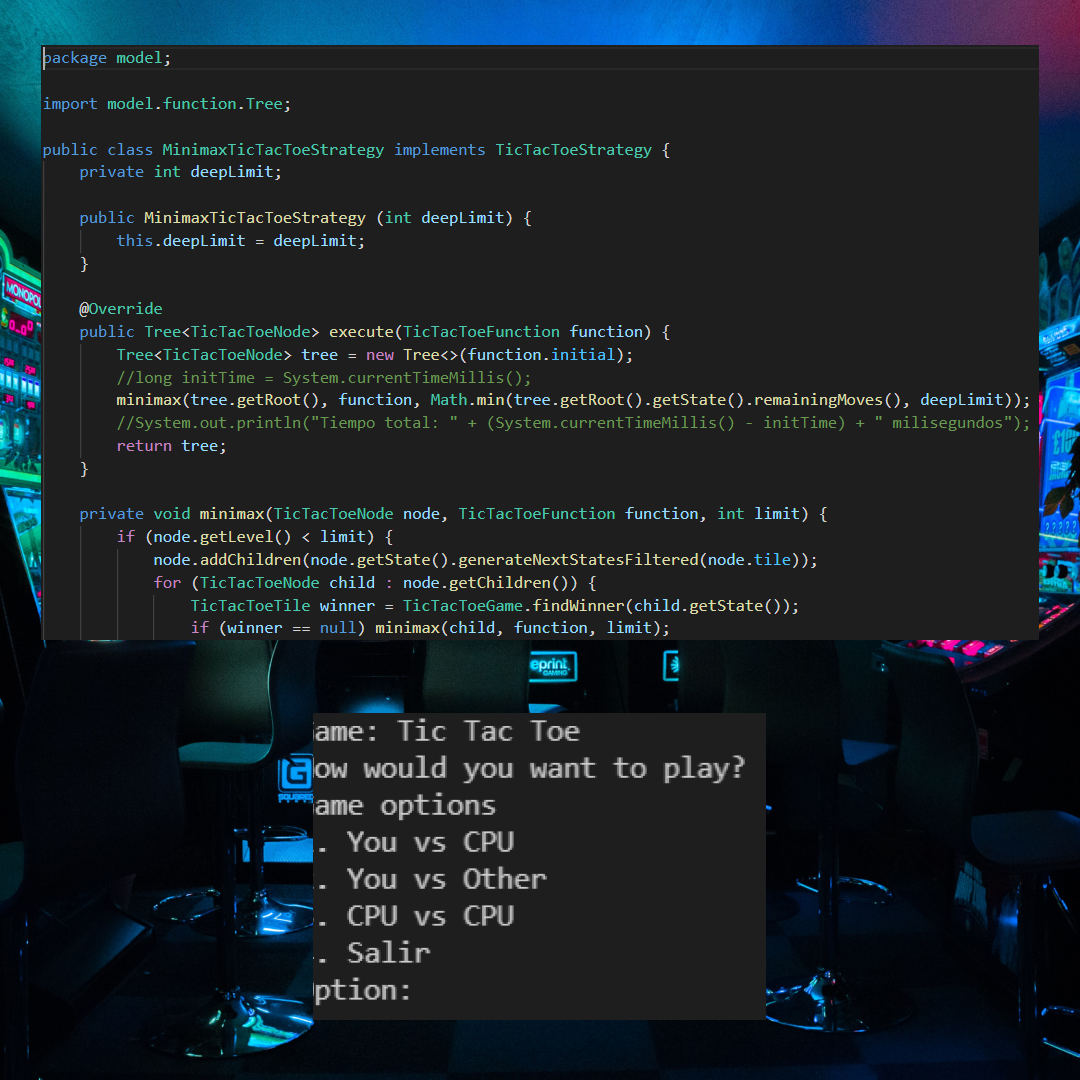 package model;
import model.function.Tree;
public class MinimaxTicTacToeStrategy implements TicTacToeStrategy {
private int deepLimit;
public MinimaxTicTacToeStrategy (int deepLimit) {
this.deepLimit = deepLimit;
}
@Override
public Tree<TicTacToeNode> execute(TicTacToeFunction function) {
Tree<TicTacToeNode> tree = new Tree<>(function.initial);
//long initTime = System.currentTimeMillis();
minimax(tree.getRoot(), function, Math.min(tree.getRoot().getState().remainingMoves(), deepLimit));
//System.out.println("Tiempo total: " + (System.currentTimeMillis() - initTime) + " milisegundos");
return tree;
}
private void minimax(TicTacToeNode node, TicTacToeFunction function, int limit) {
if (node.getLevel() < limit) {
node.addChildren(node.getState().generateNextStatesFiltered(node.tile));
for (TicTacToeNode child : node.getChildren()) {
TicTacToeTile winner = TicTacToeGame.findWinner(child.getState());
if (winner == null) minimax(child, function, limit);
MONOPOL
eprint
GAMING
ame: Tic Tac Toe
ow would you want to play?
ame options
. You vs CPU
. You vs Other
. CPU vs CPU
. Salir
ption: